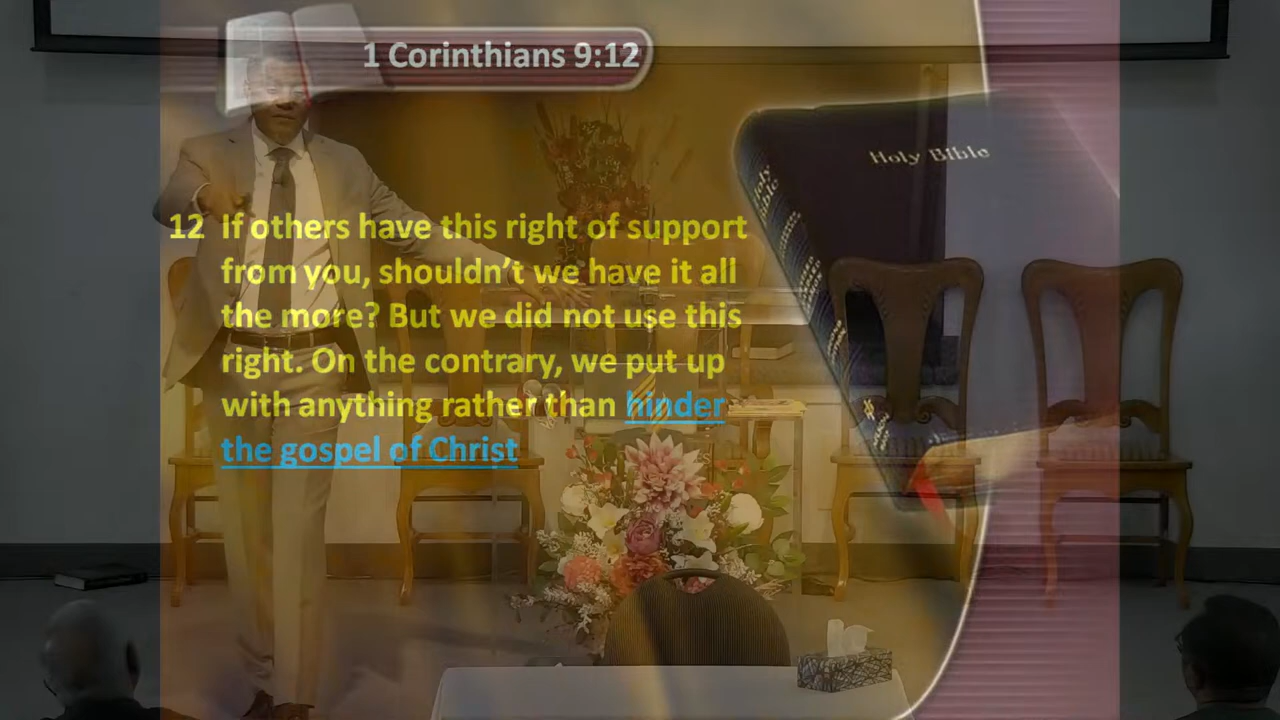 1 Corinthians 9:12
Holy Bible
Holy Bible
12 If others have this right of support
from you, shouldn't we have it all
the more? But we did not use this
right. On the contrary, we put up
with anything rather than hinder
the gospel of Christ